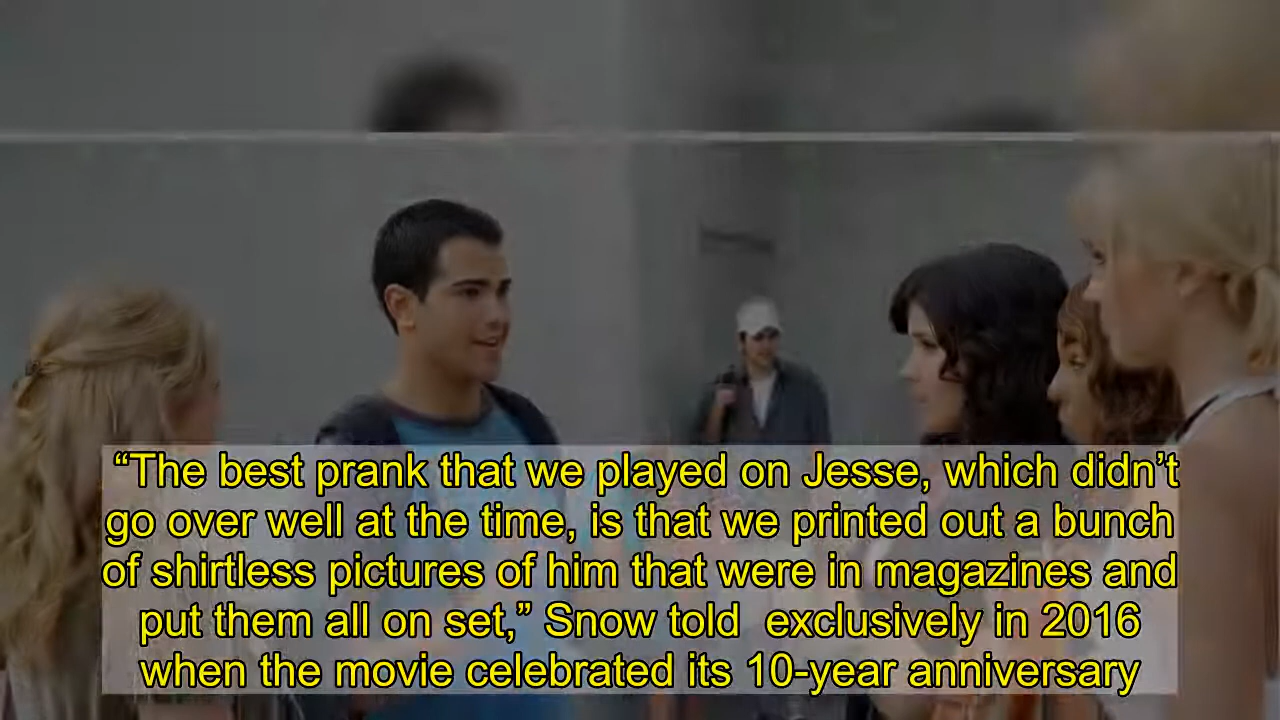 “The best prank that we played on Jesse, which didn’t
go over well at the time, is that we printed out a bunch
of shirtless pictures of him that were in magazines and
put them all on set,” Snow told  exclusively in 2016
when the movie celebrated its 10-year anniversary